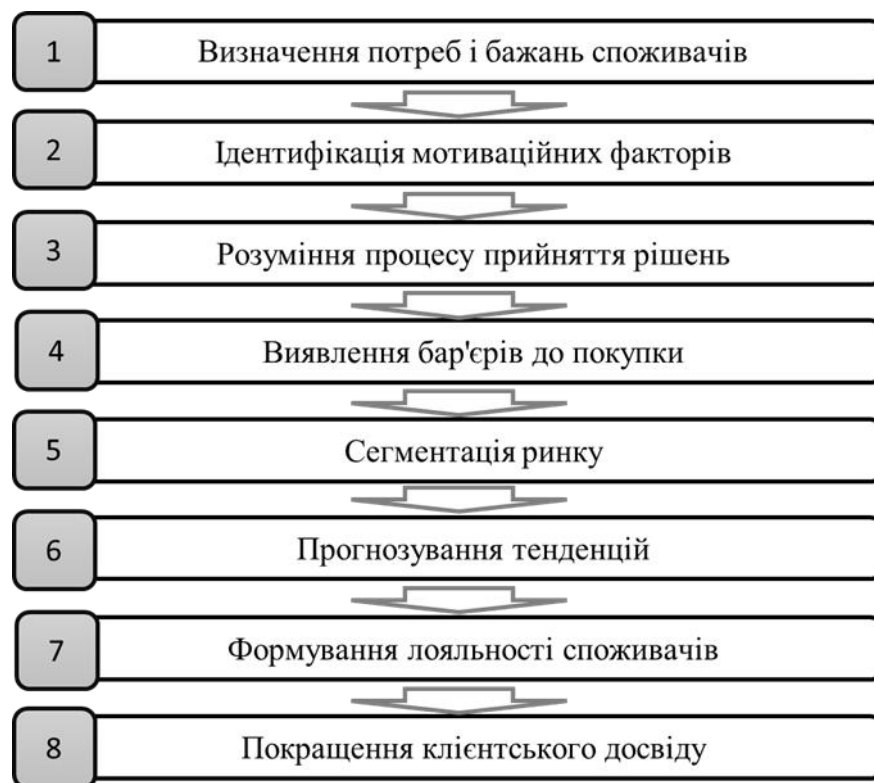 1 Визначення потреб і бажань споживачів
2 Ідентифікація мотиваційних факторів
3 Розуміння процесу прийняття рішень
4 Виявлення бар'єрів до покупки
5 Сегментація ринку
6 Прогнозування тенденцій
7 Формування лояльності споживачів
8 Покращення клієнтського досвіду